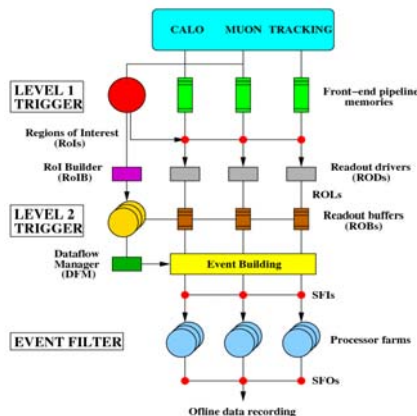 CALO MUON TRACKING
LEVEL 1
TRIGGER
Front-end pipeline
memories
Regions of Interest
(RoIs)
RoI Builder
(RoIB)
Readout drivers
(RODs)
ROLs
LEVEL 2
TRIGGER
Readout buffers
(ROBs)
Dataflow
Manager
(DFM)
Event Building
SFIs
EVENT FILTER
Processor farms
SFOs
Ofline data recording